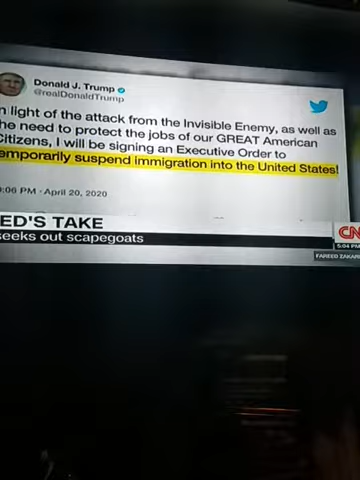 Donald J. Trump
@realDonaldTrump
n light of the attack from the Invisible Enemy, as well as
he need to protect the jobs of our GREAT American
Citizens, I will be signing an Executive Order to
emporarily suspend immigration into the United States!
:06 PM · April 20, 2020
ED'S TAKE
seeks out scapegoats
CN
5:04 PM
FAREED ZAKAR